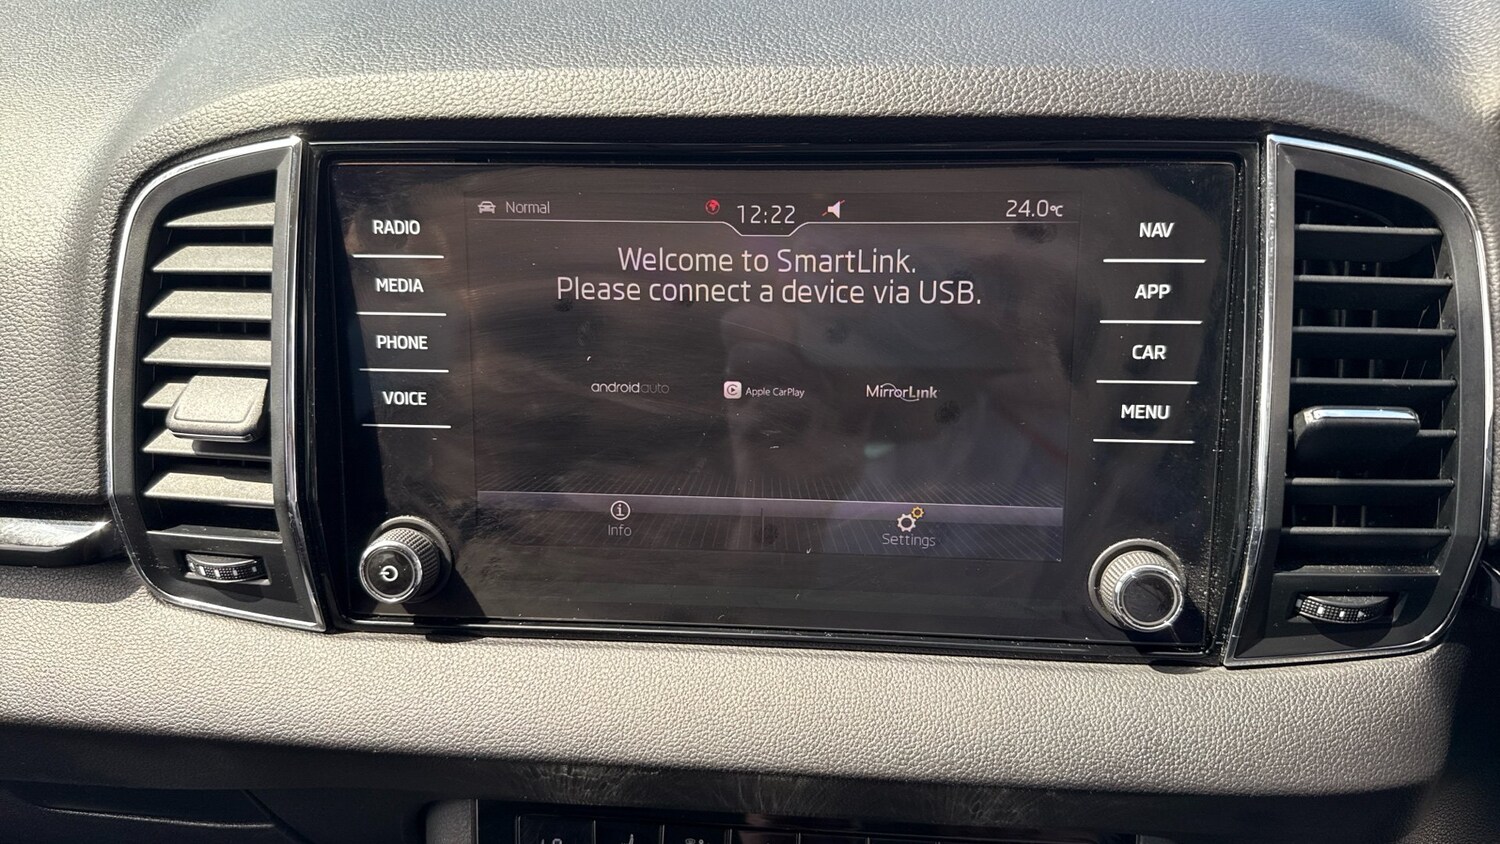 Normal
12:22
24.0°C
Welcome to SmartLink.
Please connect a device via USB.
androidauto
Apple CarPlay
MirrorLink
Info
Settings
RADIO
MEDIA
PHONE
VOICE
NAV
APP
CAR
MENU